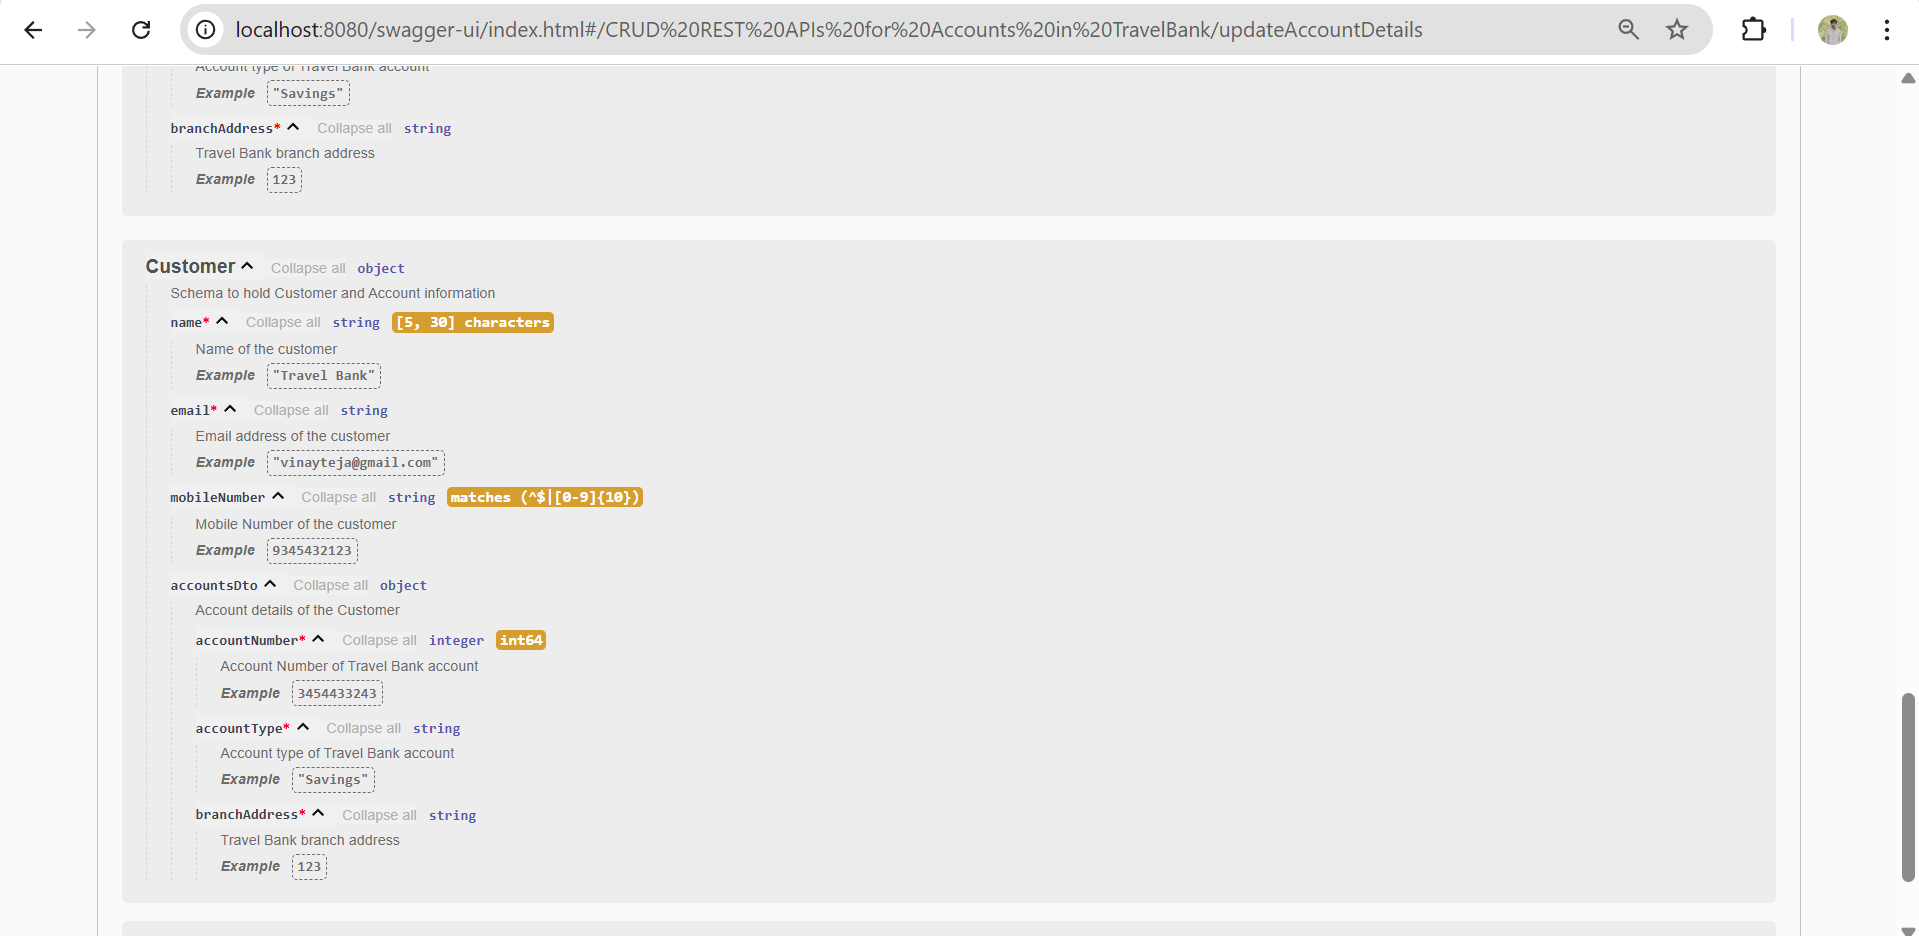 localhost:8080/swagger-ui/index.html#/CRUD%20REST%20APIs%20for%20Accounts%20in%20TravelBank/updateAccountDetails
Account type of Travel Bank account
Example "Savings"
branchAddress* Collapse all string
Travel Bank branch address
Example 123
Customer Collapse all object
Schema to hold Customer and Account information
name* Collapse all string [5, 30] characters
Name of the customer
Example "Travel Bank"
email* Collapse all string
Email address of the customer
Example "vinayteja@gmail.com"
mobileNumber Collapse all string matches (^$|[0-9]{10})
Mobile Number of the customer
Example 9345432123
accountsDto Collapse all object
Account details of the Customer
accountNumber* Collapse all integer int64
Account Number of Travel Bank account
Example 3454433243
accountType* Collapse all string
Account type of Travel Bank account
Example "Savings"
branchAddress* Collapse all string
Travel Bank branch address
Example 123